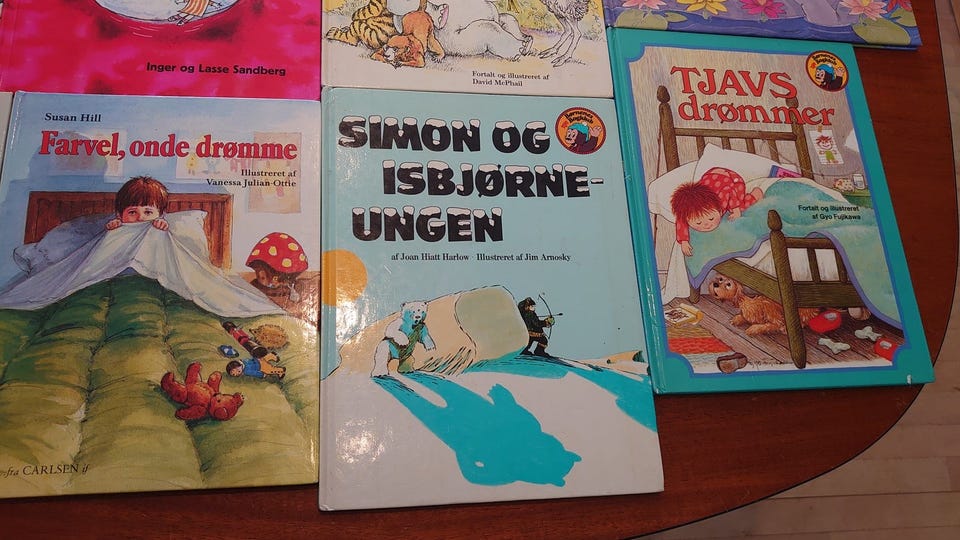 Inger og Lasse Sandberg
Fortalt og illustreret af
David McPhail
Susan Hill
Farvel, onde drømme
Illustreret af
Vanessa Julian-Ottie
CARLSEN if
SIMON OG
ISBJØRNE-
UNGEN
af Joan Hiatt Harlow · Illustreret af Jim Arnosky
TJAVS
drømmer
Fortalt og illustreret
af Gyo Fujikawa